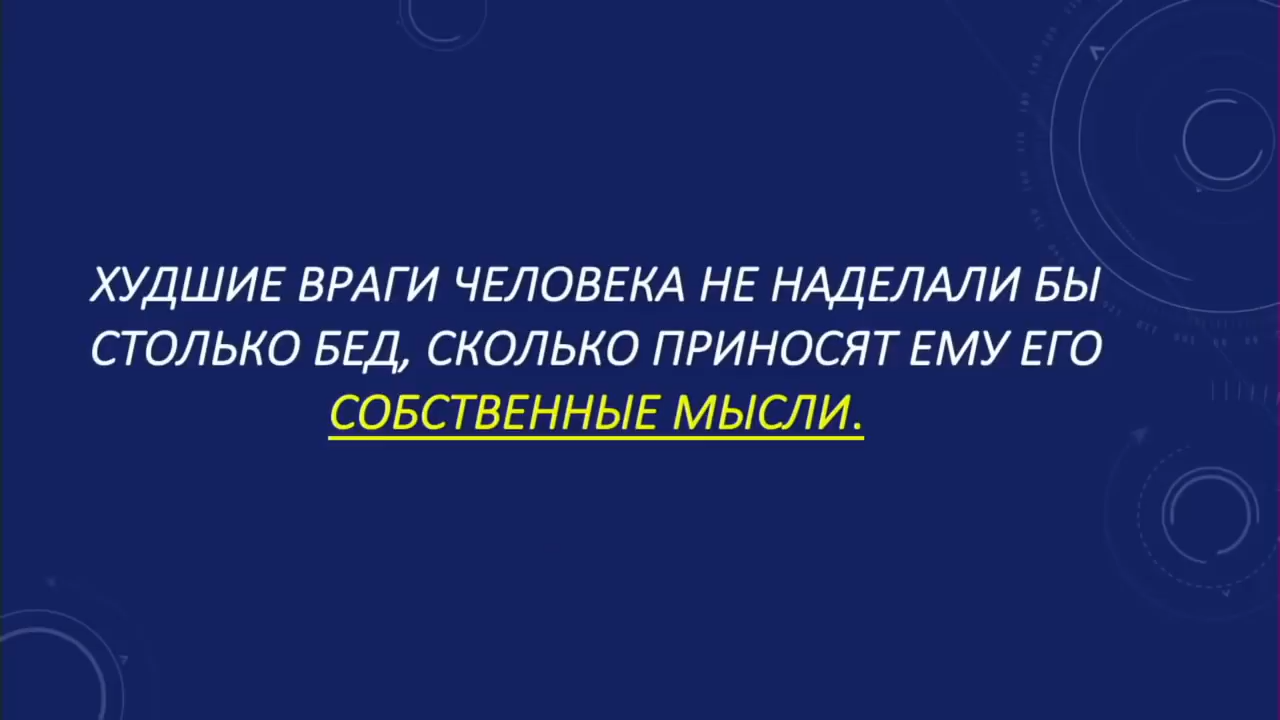 ХУДШИЕ ВРАГИ ЧЕЛОВЕКА НЕ НАДЕЛАЛИ БЫ
СТОЛЬКО БЕД, СКОЛЬКО ПРИНОСЯТ ЕМУ ЕГО
СОБСТВЕННЫЕ МЫСЛИ.